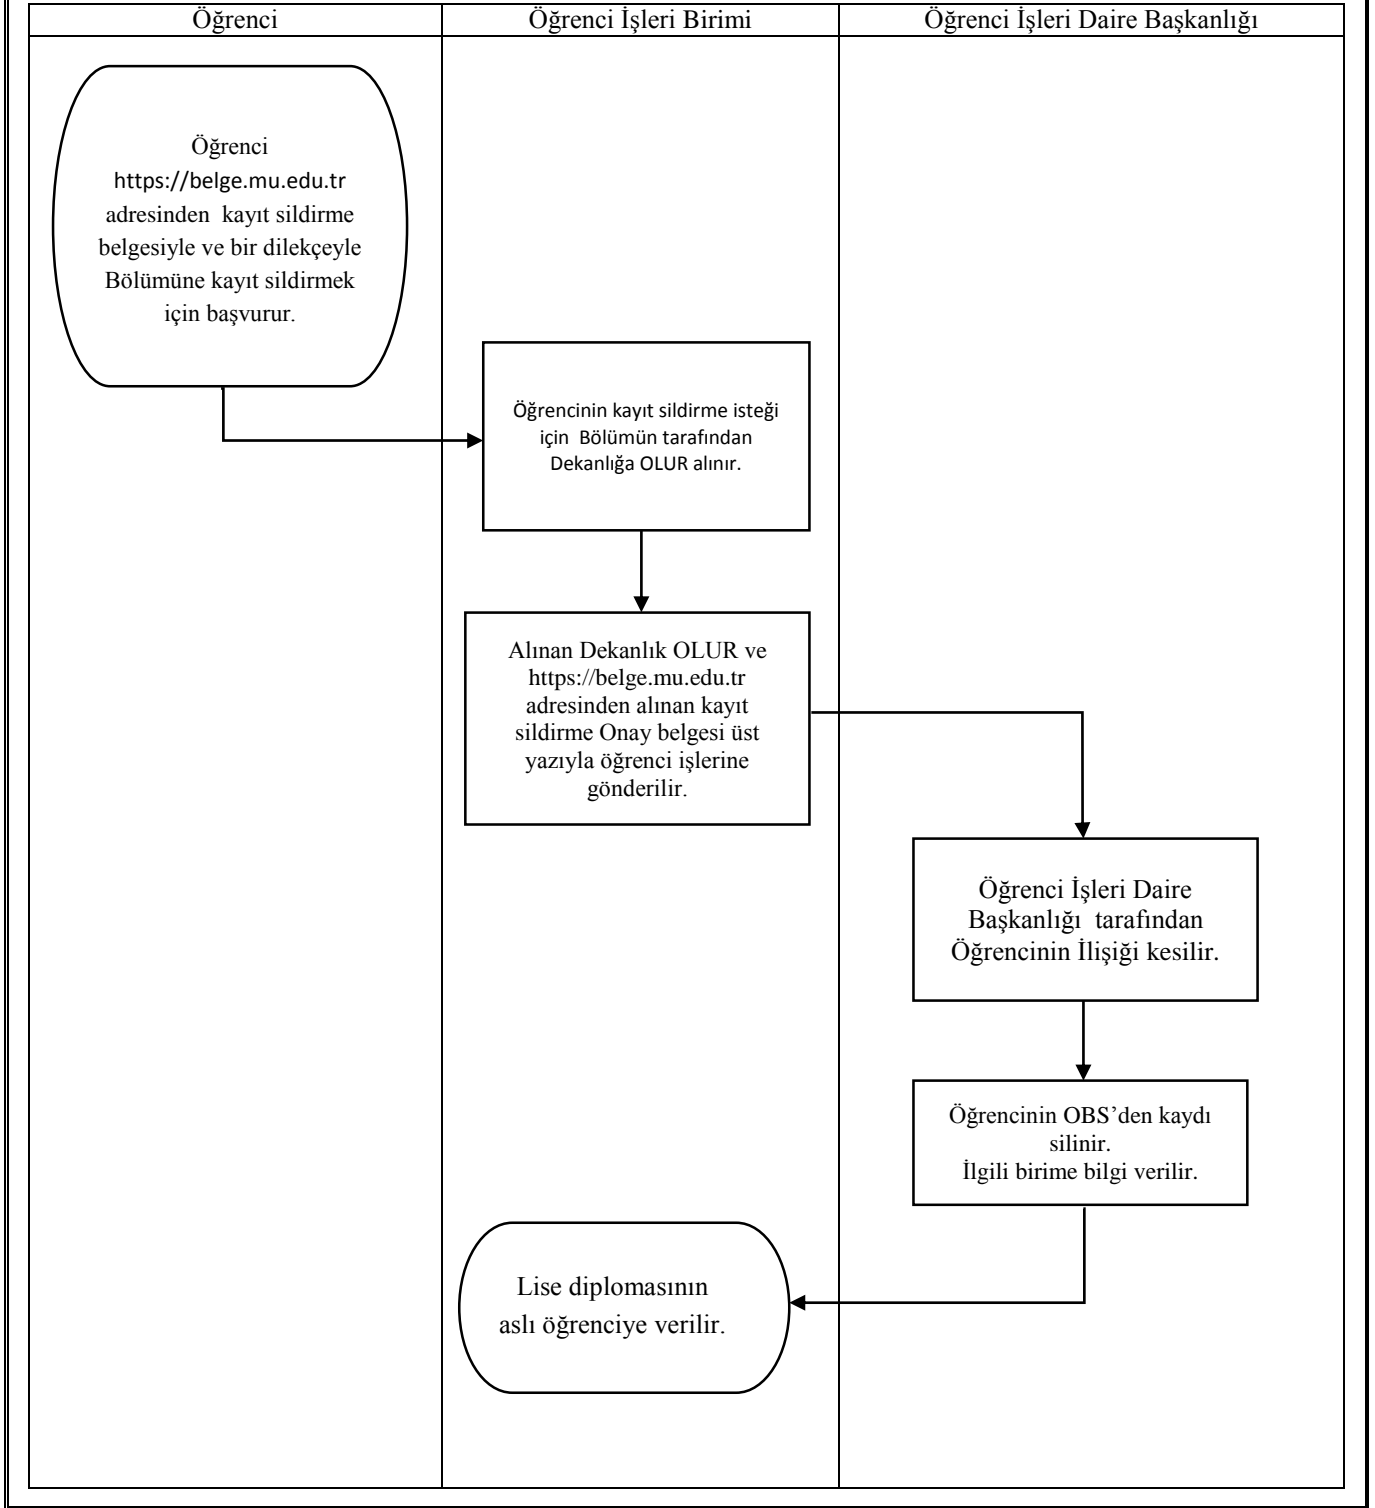 Öğrenci
Öğrenci İşleri Birimi
Öğrenci İşleri Daire Başkanlığı
Öğrenci
https://belge.mu.edu.tr
adresinden kayıt sildirme
belgesiyle ve bir dilekçeyle
Bölümüne kayıt sildirmek
için başvurur.
Öğrencinin kayıt sildirme isteği
için Bölümün tarafından
Dekanlığa OLUR alınır.
Alınan Dekanlık OLUR ve
https://belge.mu.edu.tr
adresinden alınan kayıt
sildirme Onay belgesi üst
yazıyla öğrenci işlerine
gönderilir.
Öğrenci İşleri Daire
Başkanlığı tarafından
Öğrencinin İlişiği kesilir.
Öğrencinin OBS’den kaydı
silinir.
İlgili birime bilgi verilir.
Lise diplomasının
aslı öğrenciye verilir.